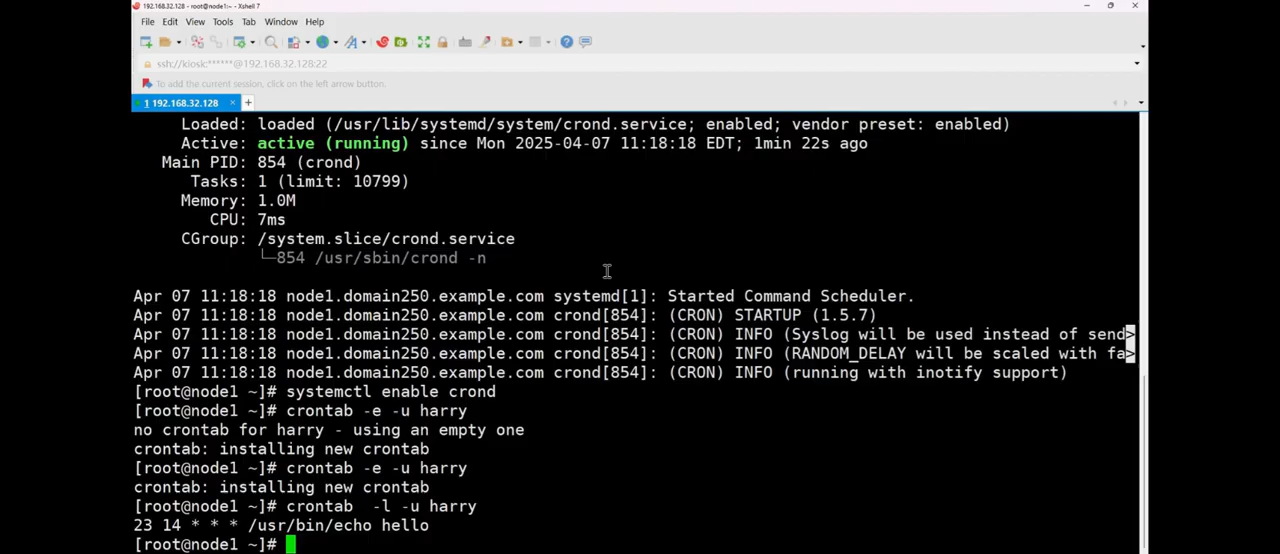 192.168.32.128 - root@node1:~ - Xshell 7
File Edit View Tools Tab Window Help
ssh://kiosk:******@192.168.32.128:22
To add the current session, click on the left arrow button.
1 192.168.32.128 × +
Loaded: loaded (/usr/lib/systemd/system/crond.service; enabled; vendor preset: enabled)
Active: active (running) since Mon 2025-04-07 11:18:18 EDT; 1min 22s ago
Main PID: 854 (crond)
Tasks: 1 (limit: 10799)
Memory: 1.0M
CPU: 7ms
CGroup: /system.slice/crond.service
└─854 /usr/sbin/crond -n
Apr 07 11:18:18 node1.domain250.example.com systemd[1]: Started Command Scheduler.
Apr 07 11:18:18 node1.domain250.example.com crond[854]: (CRON) STARTUP (1.5.7)
Apr 07 11:18:18 node1.domain250.example.com crond[854]: (CRON) INFO (Syslog will be used instead of send>
Apr 07 11:18:18 node1.domain250.example.com crond[854]: (CRON) INFO (RANDOM_DELAY will be scaled with fa>
Apr 07 11:18:18 node1.domain250.example.com crond[854]: (CRON) INFO (running with inotify support)
[root@node1 ~]# systemctl enable crond
[root@node1 ~]# crontab -e -u harry
no crontab for harry - using an empty one
crontab: installing new crontab
[root@node1 ~]# crontab -e -u harry
crontab: installing new crontab
[root@node1 ~]# crontab  -l -u harry
23 14 * * * /usr/bin/echo hello
[root@node1 ~]#